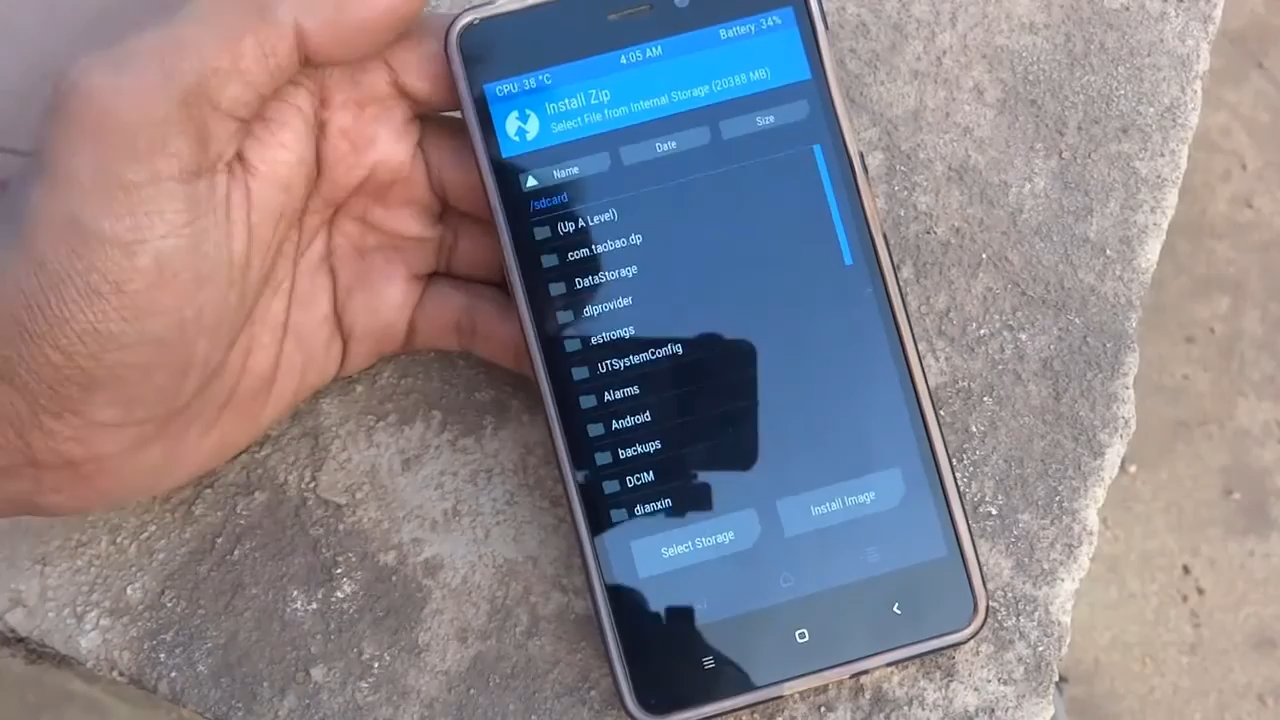 CPU: 38 °C 4:05 AM Battery: 34%
Install Zip
Select File from Internal Storage (20388 MB)
Name Date Size
/sdcard
(Up A Level)
.com.taobao.dp
.DataStorage
.dlprovider
.estrongs
.UTSystemConfig
Alarms
Android
backups
DCIM
dianxin
Select Storage Install Image